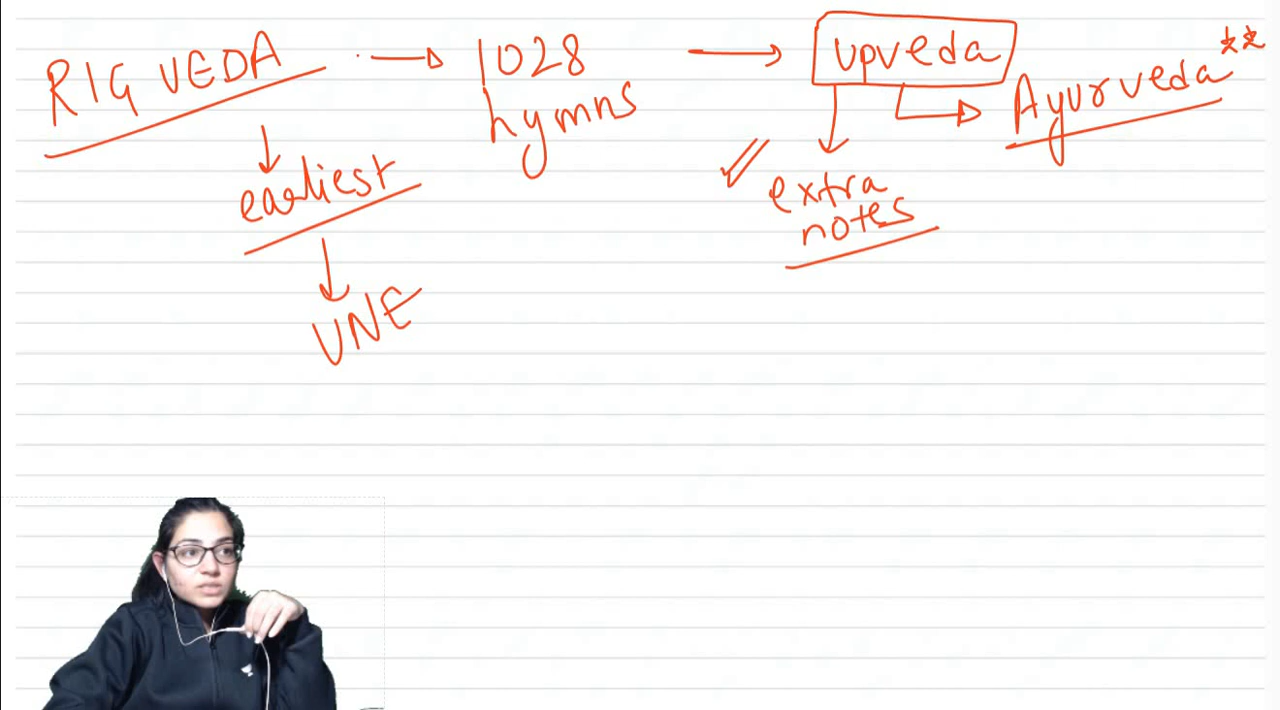 RIG VEDA
1028
hymns
upveda
Ayurveda**
earliest
extra
notes
UNE